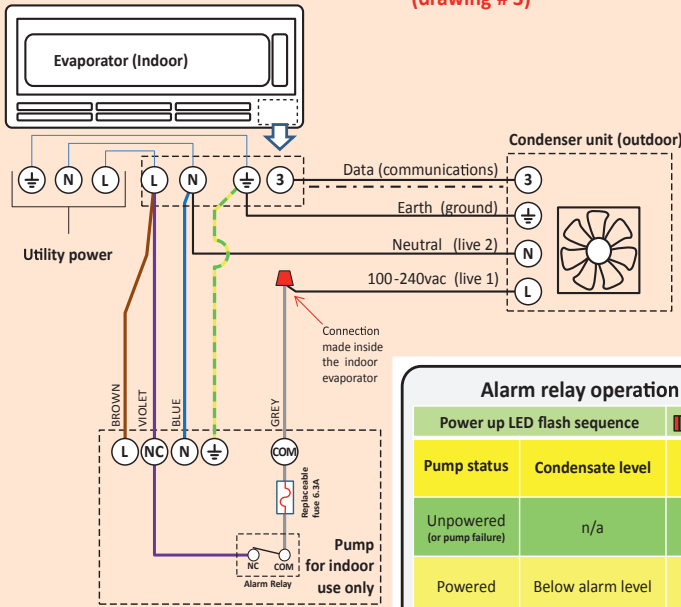 (drawing # 3)
Evaporator (Indoor)
Condenser unit (outdoor)
N
L
L
N
3
Data (communications)
3
Earth (ground)
Utility power
Neutral (live 2)
N
100-240vac (live 1)
L
Connection
made inside
the indoor
evaporator
BROWN
VIOLET
BLUE
GREY
L
NC
N
COM
Replaceable
fuse 6.3A
NC
COM
Alarm Relay
Pump
for indoor
use only
Alarm relay operation
Power up LED flash sequence
Pump status
Condensate level
Unpowered
(or pump failure)
n/a
Powered
Below alarm level